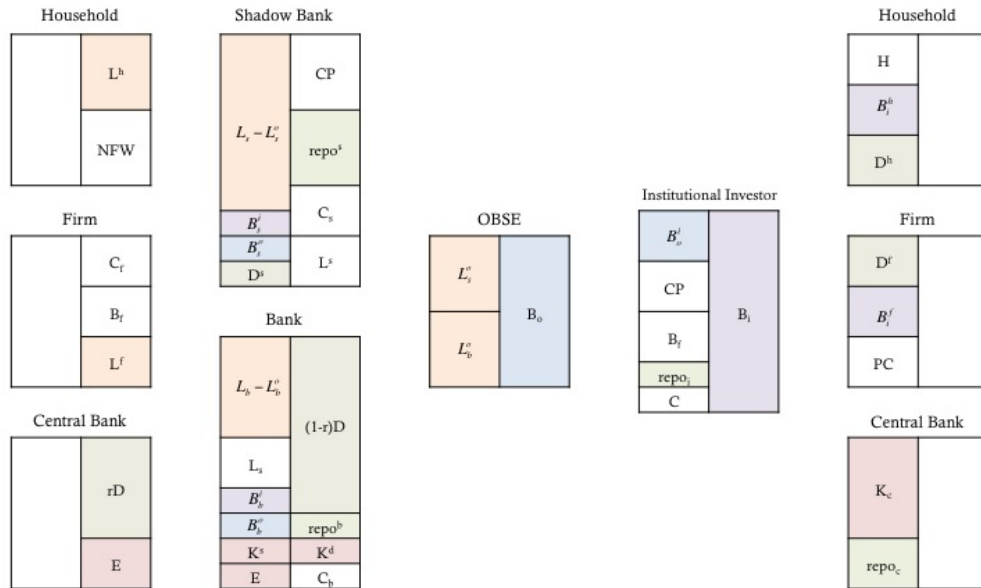 Household
Lʰ
NFW
Firm
C_f
B_f
Lᶠ
Central Bank
rD
E
Shadow Bank
L_s − L_s^o
B_s^i
B_s^o
Dˢ
CP
repoˢ
C_s
Lˢ
Bank
L_b − L_b^o
L_s
B_b^i
B_b^o
Kˢ
E
(1-r)D
repoᵇ
Kᵈ
C_b
OBSE
L_s^o
L_b^o
B_o
Institutional Investor
B_o^i
CP
B_f
repo_i
C
B_i
Household
H
B_i^h
Dʰ
Firm
Dᶠ
B_i^f
PC
Central Bank
K_c
repo_c